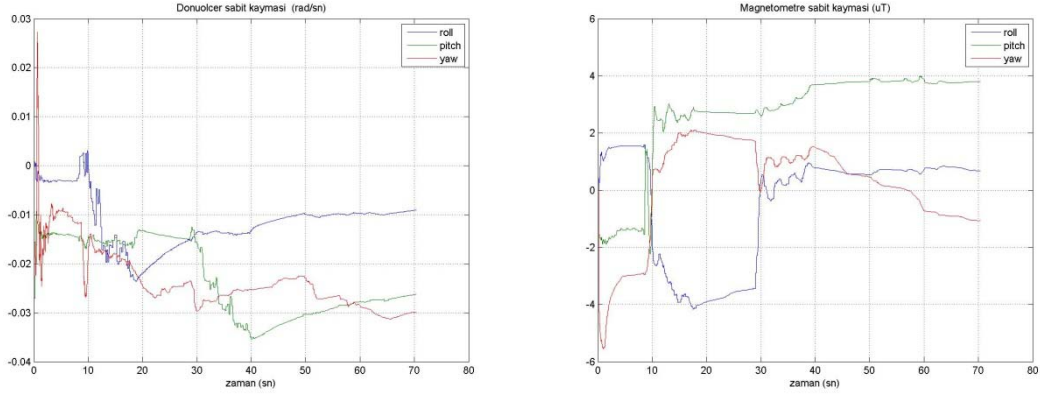 Donuolcer sabit kaymasi (rad/sn)
0.03
0.02
0.01
0
-0.01
-0.02
-0.03
-0.04
0 10 20 30 40 50 60 70 80
zaman (sn)
roll
pitch
yaw
Magnetometre sabit kaymasi (uT)
6
4
2
0
-2
-4
-6
0 10 20 30 40 50 60 70 80
zaman (sn)
roll
pitch
yaw